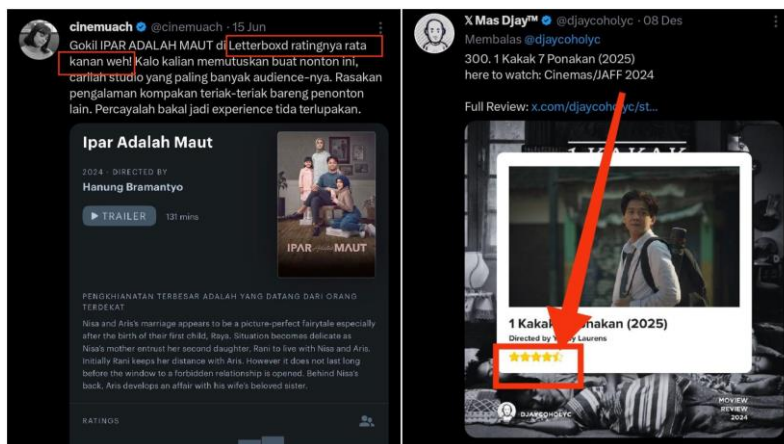 cinemuach @cinemuach · 15 Jun
Gokil IPAR ADALAH MAUT di Letterboxd ratingnya rata
kanan weh! Kalo kalian memutuskan buat nonton ini,
carilah studio yang paling banyak audience-nya. Rasakan
pengalaman kompakan teriak-teriak bareng penonton
lain. Percayalah bakal jadi experience tida terlupakan.
Ipar Adalah Maut
2024 · DIRECTED BY
Hanung Bramantyo
TRAILER 131 mins
IPAR MAUT
PENGKHIANATAN TERBESAR ADALAH YANG DATANG DARI ORANG
TERDEKAT
Nisa and Aris's marriage appears to be a picture-perfect fairytale especially
after the birth of their first child, Raya. Situation becomes delicate as
Nisa's mother entrust her second daughter, Rani to live with Nisa and Aris.
Initially Rani keeps her distance with Aris. However it does not last long
before the window to a forbidden relationship is opened. Behind Nisa's
back, Aris develops an affair with his wife's beloved sister.
RATINGS
X Mas Djay™ @djaycoholyc · 08 Des
Membalas @djaycoholyc
300. 1 Kakak 7 Ponakan (2025)
here to watch: Cinemas/JAFF 2024
Full Review: x.com/djaycoholyc/st...
1 KAKAK
1 Kakak Ponakan (2025)
Directed by Laurens
DJAYCOHOLYC
MOVIEW
REVIEW
2024